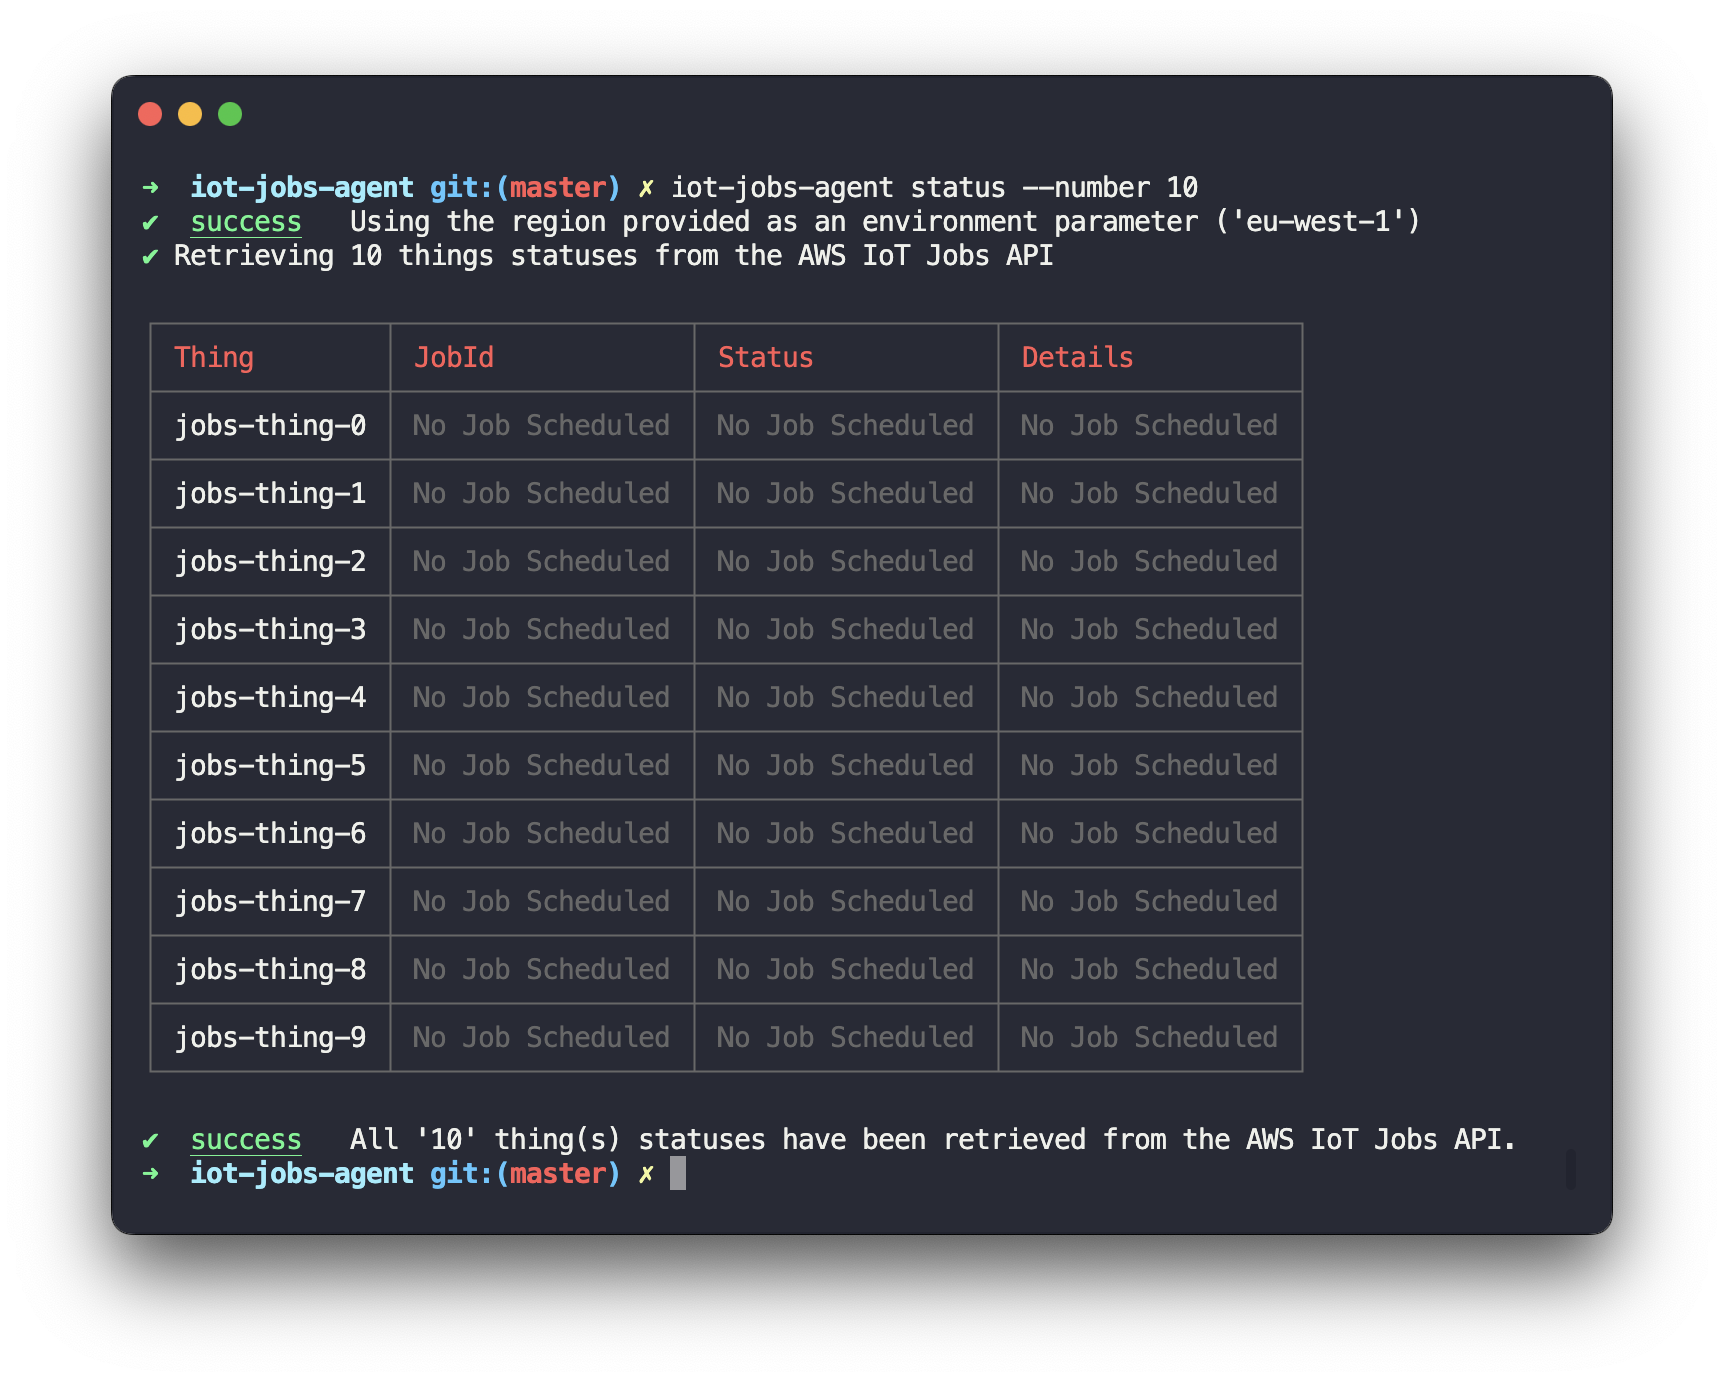 ➜  iot-jobs-agent git:(master) ✗ iot-jobs-agent status --number 10
✔  success   Using the region provided as an environment parameter ('eu-west-1')
✔ Retrieving 10 things statuses from the AWS IoT Jobs API
Thing JobId Status Details
jobs-thing-0 No Job Scheduled No Job Scheduled No Job Scheduled
jobs-thing-1 No Job Scheduled No Job Scheduled No Job Scheduled
jobs-thing-2 No Job Scheduled No Job Scheduled No Job Scheduled
jobs-thing-3 No Job Scheduled No Job Scheduled No Job Scheduled
jobs-thing-4 No Job Scheduled No Job Scheduled No Job Scheduled
jobs-thing-5 No Job Scheduled No Job Scheduled No Job Scheduled
jobs-thing-6 No Job Scheduled No Job Scheduled No Job Scheduled
jobs-thing-7 No Job Scheduled No Job Scheduled No Job Scheduled
jobs-thing-8 No Job Scheduled No Job Scheduled No Job Scheduled
jobs-thing-9 No Job Scheduled No Job Scheduled No Job Scheduled
✔  success   All '10' thing(s) statuses have been retrieved from the AWS IoT Jobs API.
➜  iot-jobs-agent git:(master) ✗